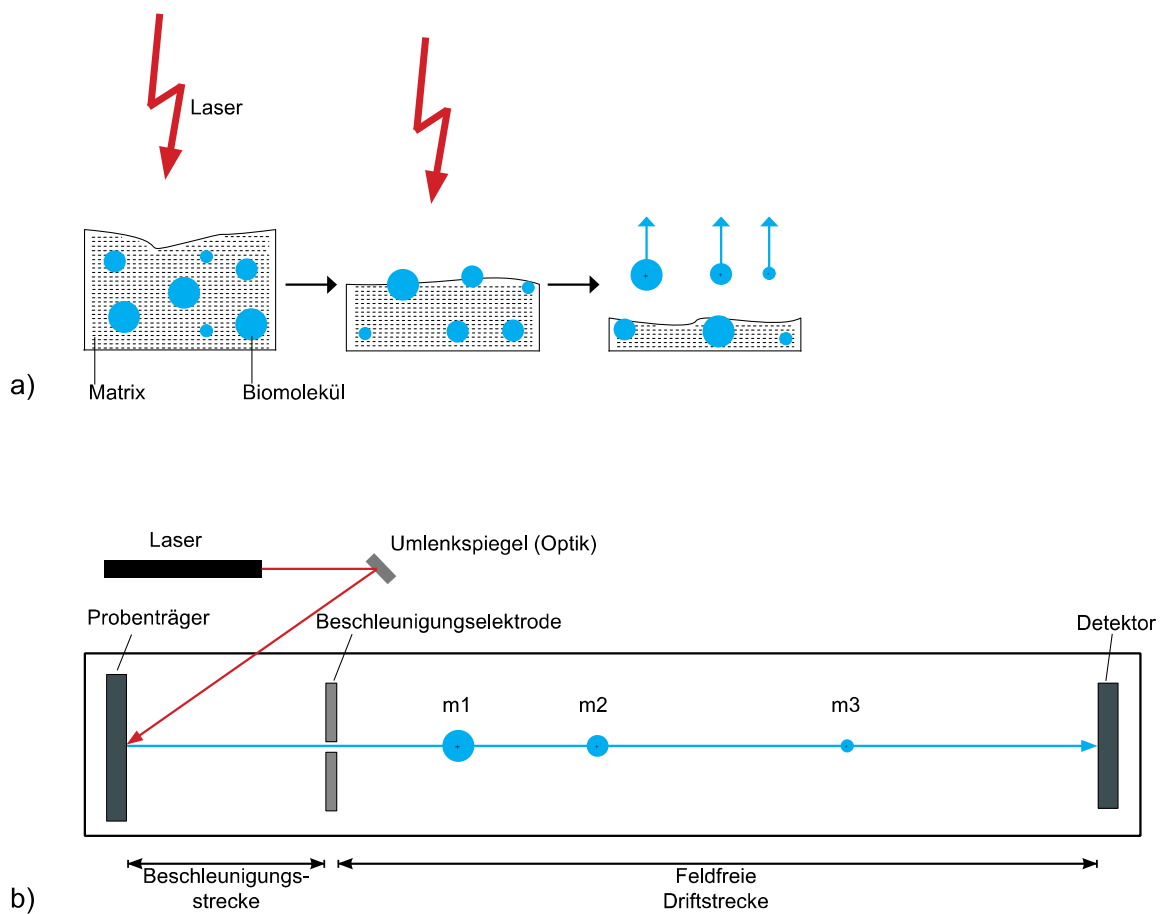 Laser
Matrix
Biomolekül
a)
Laser
Umlenkspiegel (Optik)
Probenträger
Beschleunigungselektrode
Detektor
m1
m2
m3
+
+
+
+
+
+
Beschleunigungs-
strecke
Feldfreie
Driftstrecke
b)